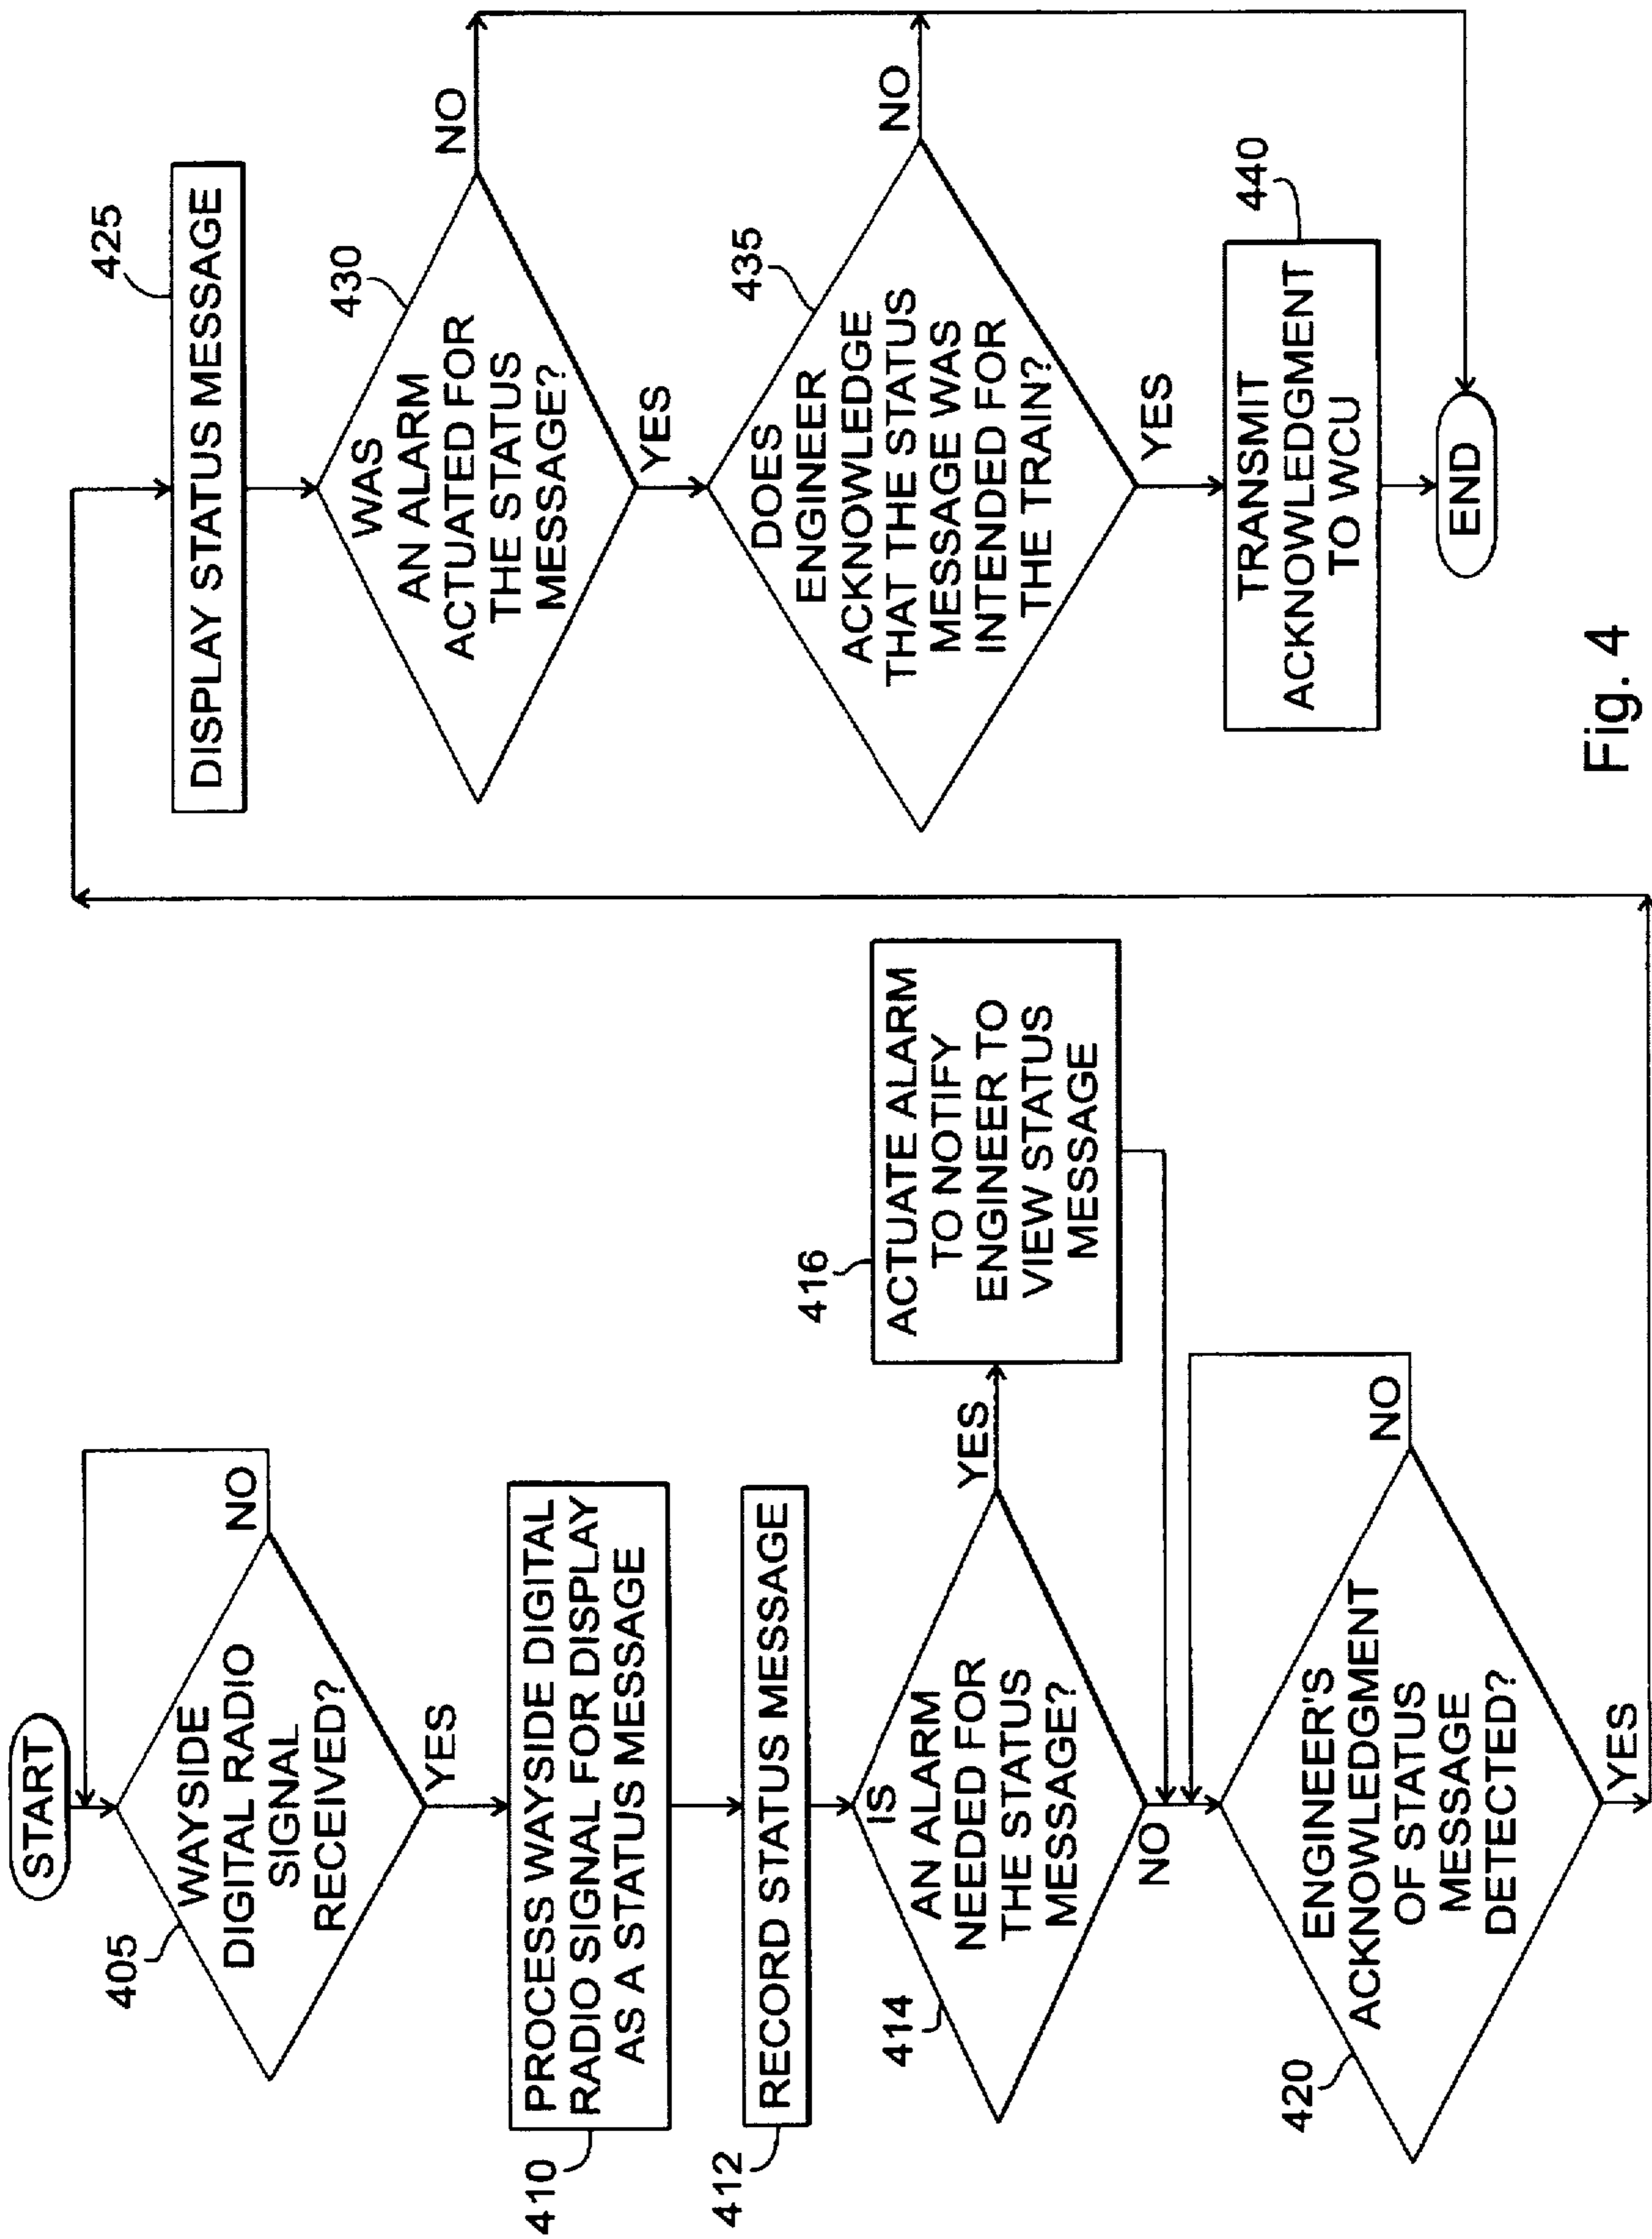 START
405
WAYSIDE
DIGITAL RADIO
SIGNAL
RECEIVED?
NO
YES
410
PROCESS WAYSIDE DIGITAL
RADIO SIGNAL FOR DISPLAY
AS A STATUS MESSAGE
412
RECORD STATUS MESSAGE
414
IS
AN ALARM
NEEDED FOR
THE STATUS
MESSAGE?
YES
NO
416
ACTUATE ALARM
TO NOTIFY
ENGINEER TO
VIEW STATUS
MESSAGE
420
ENGINEER'S
ACKNOWLEDGMENT
OF STATUS
MESSAGE
DETECTED?
NO
YES
425
DISPLAY STATUS MESSAGE
430
WAS
AN ALARM
ACTUATED FOR
THE STATUS
MESSAGE?
NO
YES
435
DOES
ENGINEER
ACKNOWLEDGE
THAT THE STATUS
MESSAGE WAS
INTENDED FOR
THE TRAIN?
NO
YES
440
TRANSMIT
ACKNOWLEDGMENT
TO WCU
END
Fig. 4